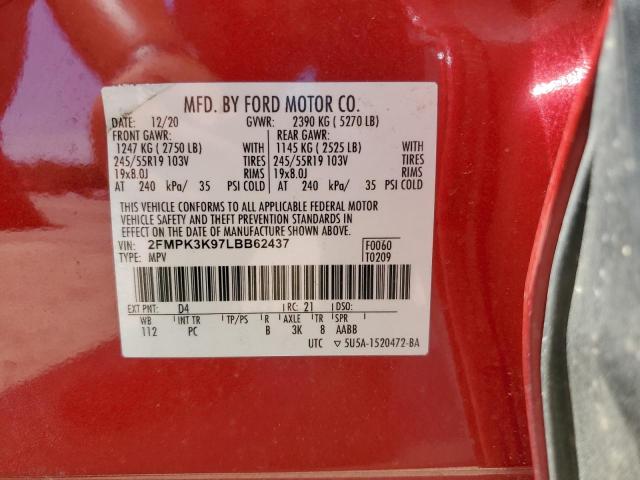 MFD. BY FORD MOTOR CO.
DATE: 12/20 GVWR: 2390 KG ( 5270 LB)
FRONT GAWR: REAR GAWR:
1247 KG ( 2750 LB) WITH 1145 KG ( 2525 LB) WITH
245/55R19 103V TIRES 245/55R19 103V TIRES
19x8.0J RIMS 19x8.0J RIMS
AT 240 kPa/ 35 PSI COLD AT 240 kPa/ 35 PSI COLD
THIS VEHICLE CONFORMS TO ALL APPLICABLE FEDERAL MOTOR
VEHICLE SAFETY AND THEFT PREVENTION STANDARDS IN
EFFECT ON THE DATE OF MANUFACTURE SHOWN ABOVE.
VIN: 2FMPK3K97LBB62437 F0060
TYPE: MPV T0209
EXT PNT: D4 RC: 21 DSO:
WB INT TR TP/PS R AXLE TR SPR
112 PC B 3K 8 AABB
UTC ▽ 5U5A-1520472-BA